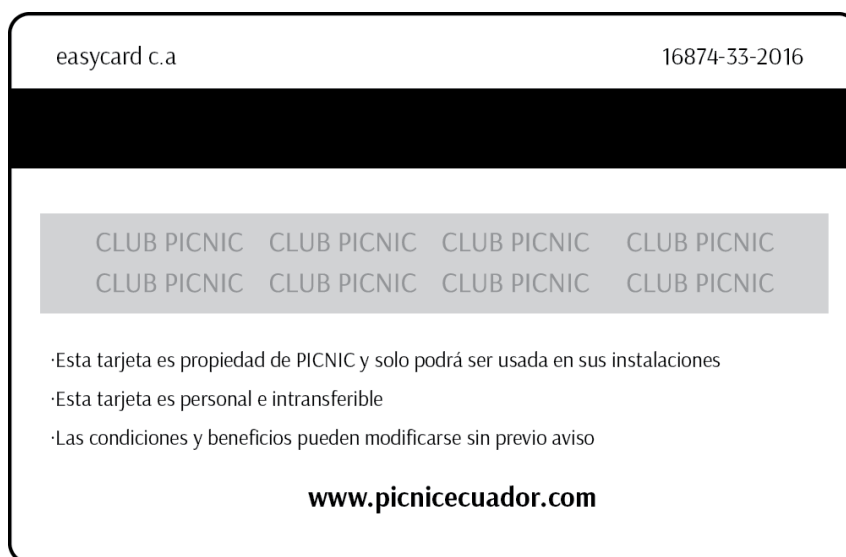 easycard c.a 16874-33-2016
CLUB PICNIC CLUB PICNIC CLUB PICNIC CLUB PICNIC
CLUB PICNIC CLUB PICNIC CLUB PICNIC CLUB PICNIC
·Esta tarjeta es propiedad de PICNIC y solo podrá ser usada en sus instalaciones
·Esta tarjeta es personal e intransferible
·Las condiciones y beneficios pueden modificarse sin previo aviso
www.picnicecuador.com